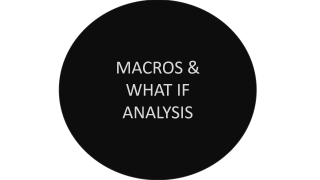 MACROS &
WHAT IF
ANALYSIS